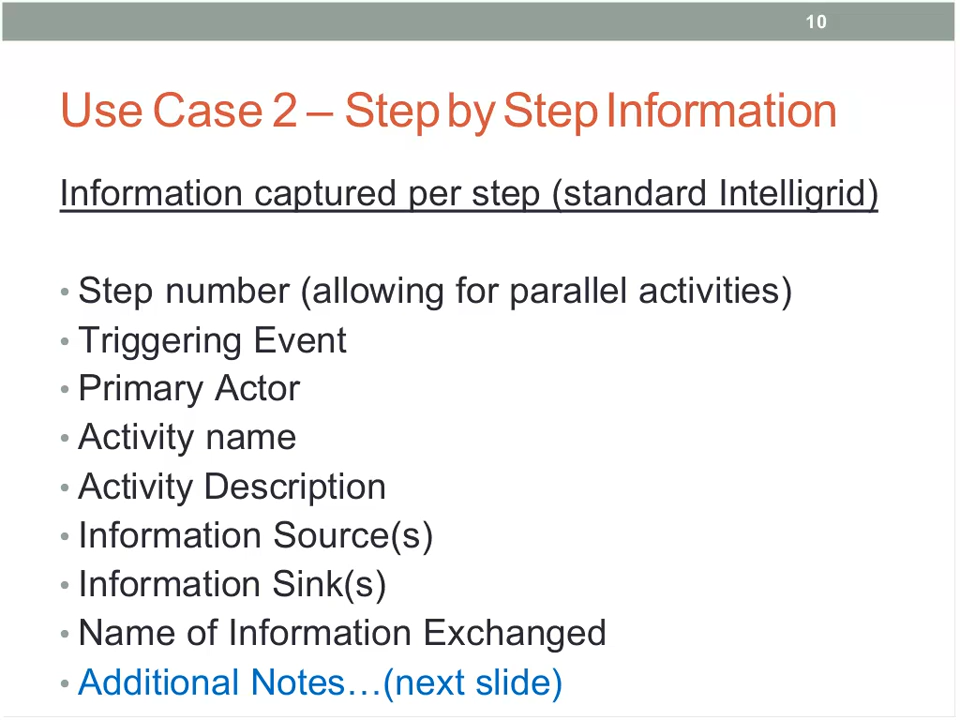 10
Use Case 2 – Step by Step Information
Information captured per step (standard Intelligrid)
• Step number (allowing for parallel activities)
• Triggering Event
• Primary Actor
• Activity name
• Activity Description
• Information Source(s)
• Information Sink(s)
• Name of Information Exchanged
• Additional Notes…(next slide)